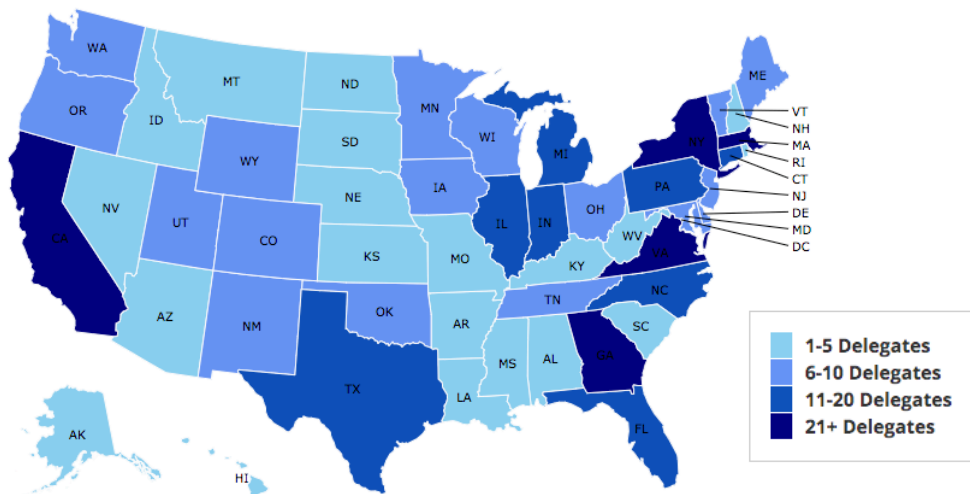 WA
MT
ND
MN
ME
OR
ID
SD
WI
VT
NH
WY
MI
NY
MA
RI
CT
NE
IA
PA
NJ
NV
UT
CO
IL
IN
OH
DE
MD
DC
CA
KS
MO
WV
VA
KY
AZ
NM
OK
TN
NC
AR
SC
MS
AL
GA
TX
LA
FL
AK
HI
1-5 Delegates
6-10 Delegates
11-20 Delegates
21+ Delegates